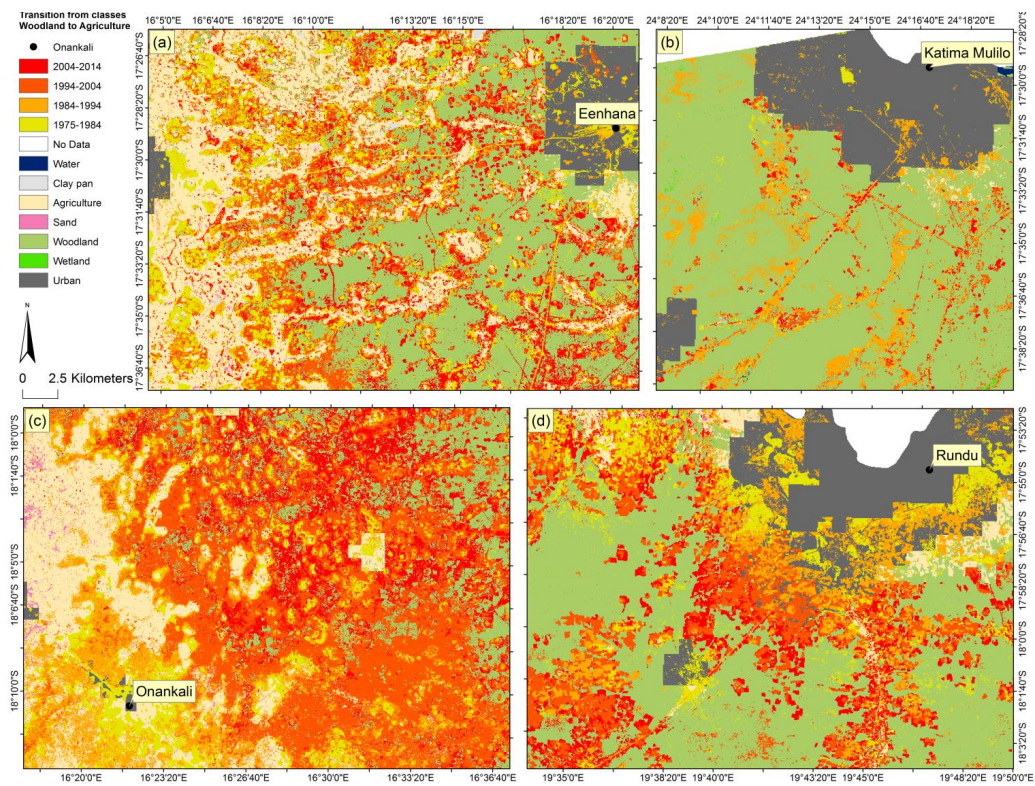 Transition from classes
Woodland to Agriculture
Onankali
2004-2014
1994-2004
1984-1994
1975-1984
No Data
Water
Clay pan
Agriculture
Sand
Woodland
Wetland
Urban
N
0 2.5 Kilometers
16°5'0"E 16°6'40"E 16°8'20"E 16°10'0"E 16°13'20"E 16°15'0"E 16°18'20"E 16°20'0"E
(a)
Eenhana
17°26'40"S
17°28'20"S
17°30'0"S
17°31'40"S
17°33'20"S
17°35'0"S
17°36'40"S
24°8'20"E 24°10'0"E 24°11'40"E 24°13'20"E 24°15'0"E 24°16'40"E 24°18'20"E
(b)
Katima Mulilo
17°28'20"S
17°30'0"S
17°31'40"S
17°33'20"S
17°35'0"S
17°36'40"S
17°38'20"S
(c)
Onankali
18°0'0"S
18°1'40"S
18°5'0"S
18°6'40"S
18°10'0"S
16°20'0"E 16°23'20"E 16°26'40"E 16°30'0"E 16°33'20"E 16°36'40"E
(d)
Rundu
17°53'20"S
17°55'0"S
17°56'40"S
17°58'20"S
18°0'0"S
18°1'40"S
18°3'20"S
19°35'0"E 19°38'20"E 19°40'0"E 19°43'20"E 19°45'0"E 19°48'20"E 19°50'0"E